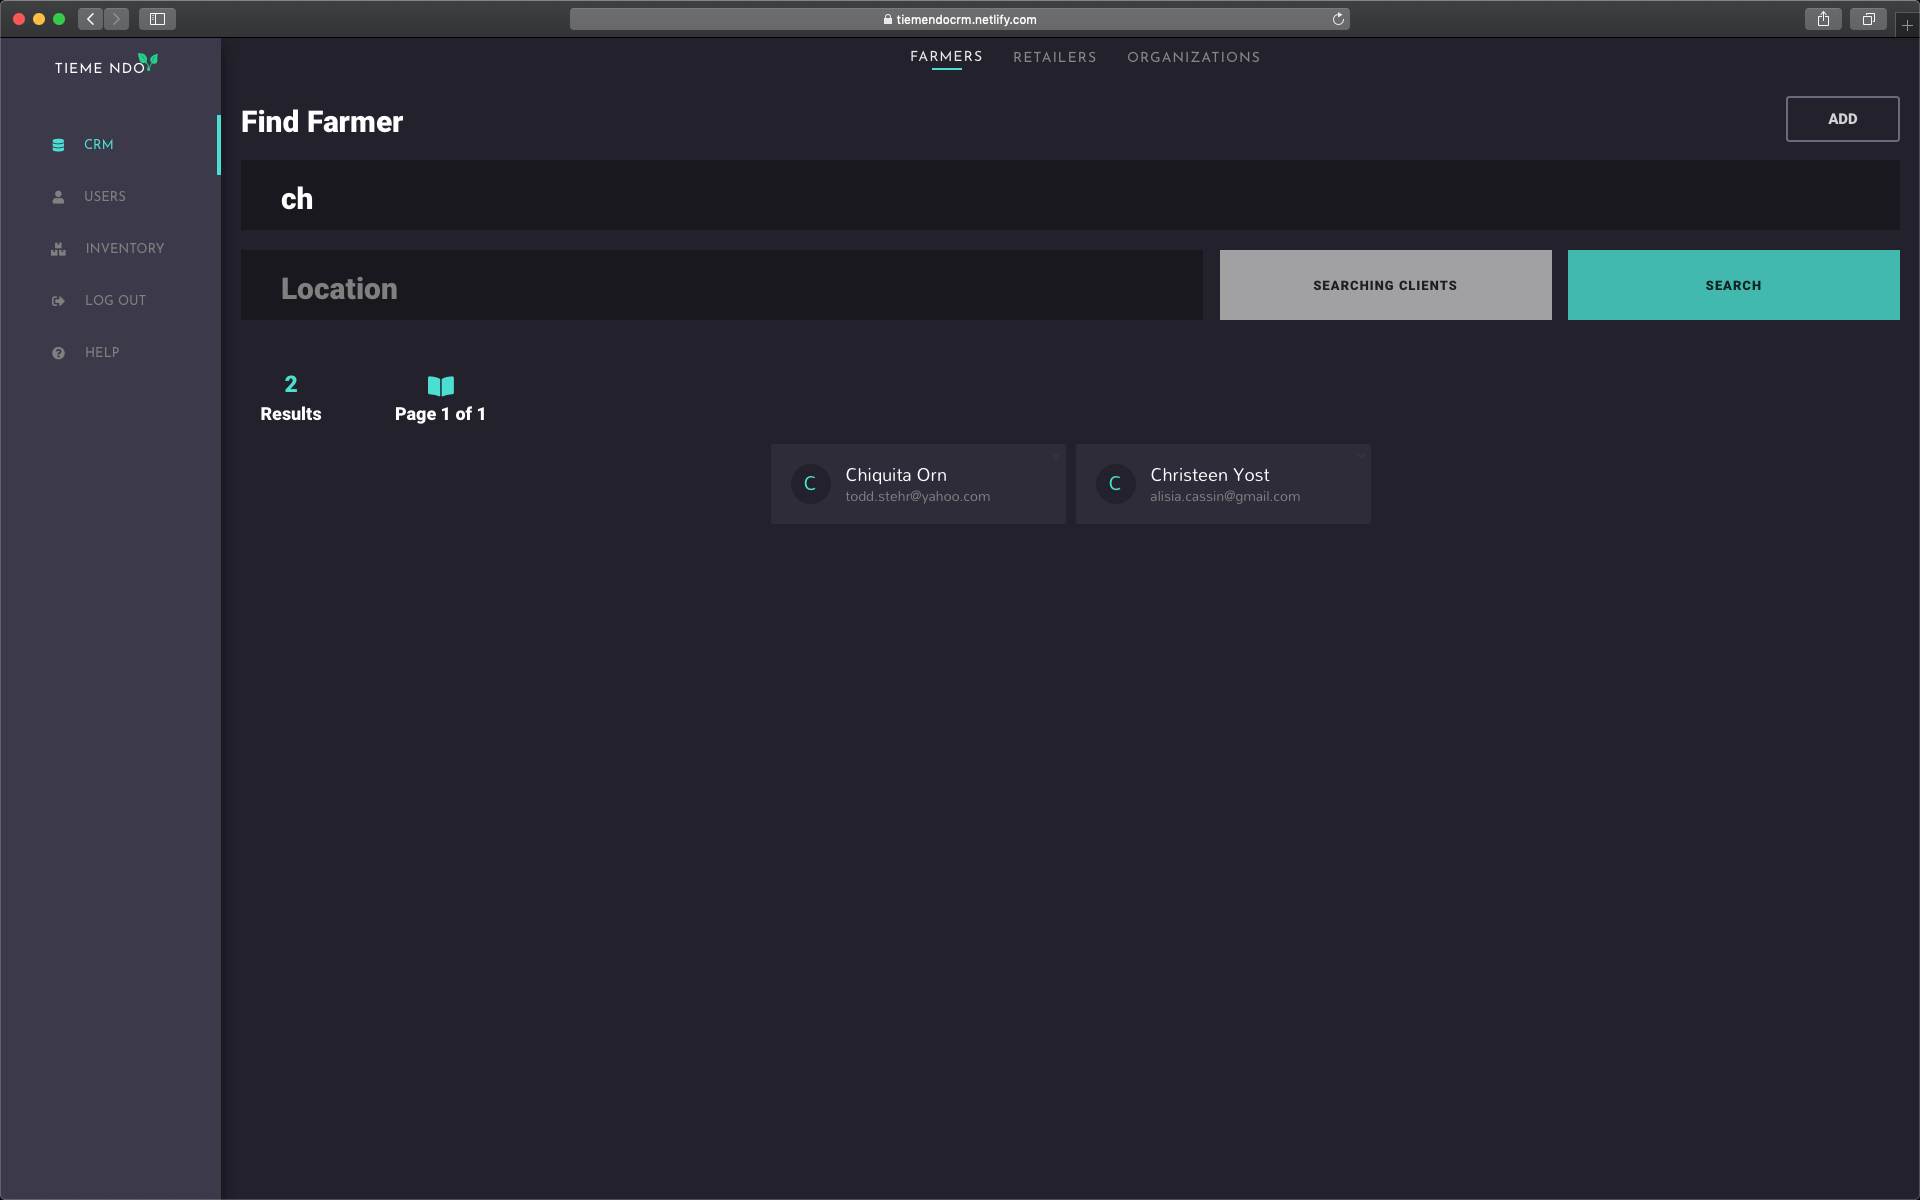 tiemendocrm.netlify.com
TIEME NDO
FARMERS
RETAILERS
ORGANIZATIONS
CRM
USERS
INVENTORY
LOG OUT
HELP
Find Farmer
ADD
ch
Location
SEARCHING CLIENTS
SEARCH
2
Results
Page 1 of 1
C
Chiquita Orn
todd.stehr@yahoo.com
C
Christeen Yost
alisia.cassin@gmail.com